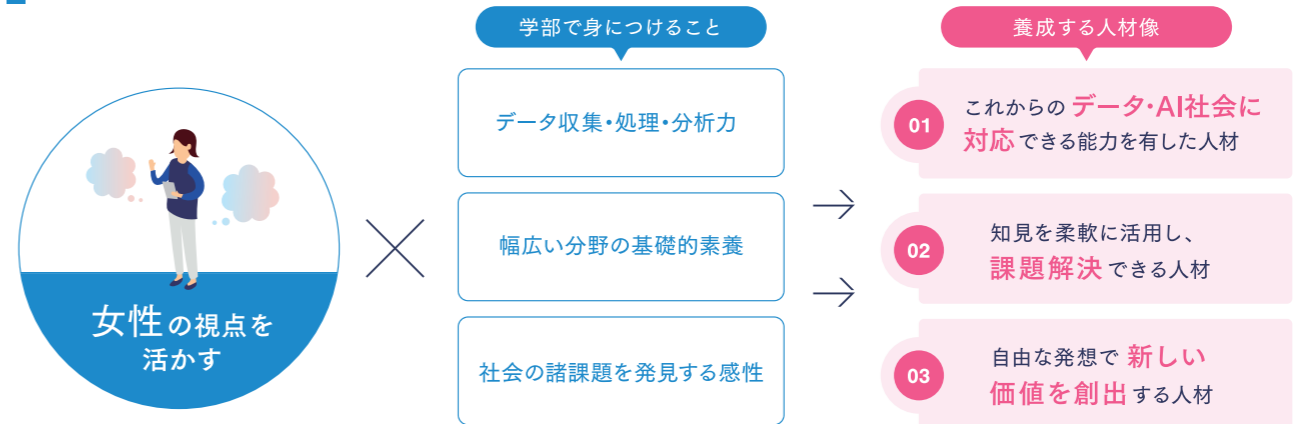 女性の視点を
活かす
学部で身につけること
データ収集・処理・分析力
幅広い分野の基礎的素養
社会の諸課題を発見する感性
養成する人材像
01
これからの データ・AI社会に
対応できる能力を有した人材
02
知見を柔軟に活用し、
課題解決できる人材
03
自由な発想で 新しい
価値を創出する人材